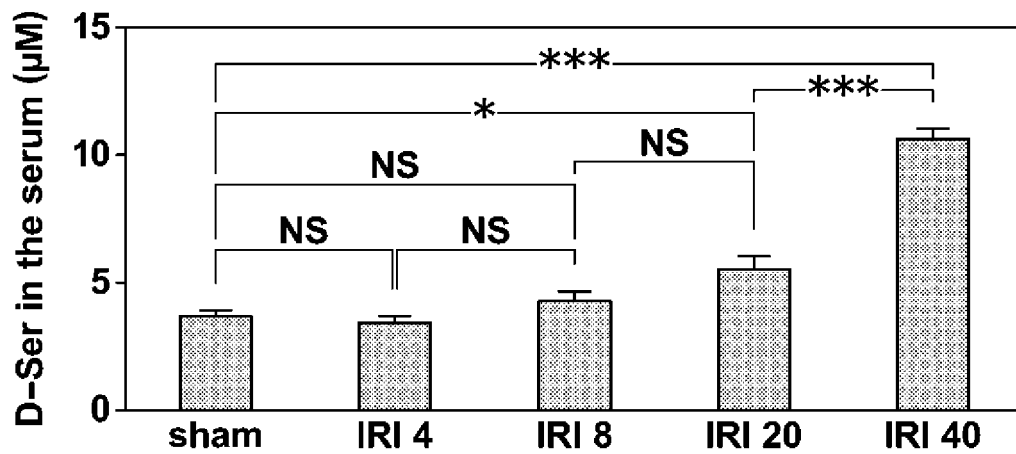 D-Ser in the serum (µM)
15
10
5
0
***
***
*
NS
NS
NS
NS
sham IRI 4 IRI 8 IRI 20 IRI 40